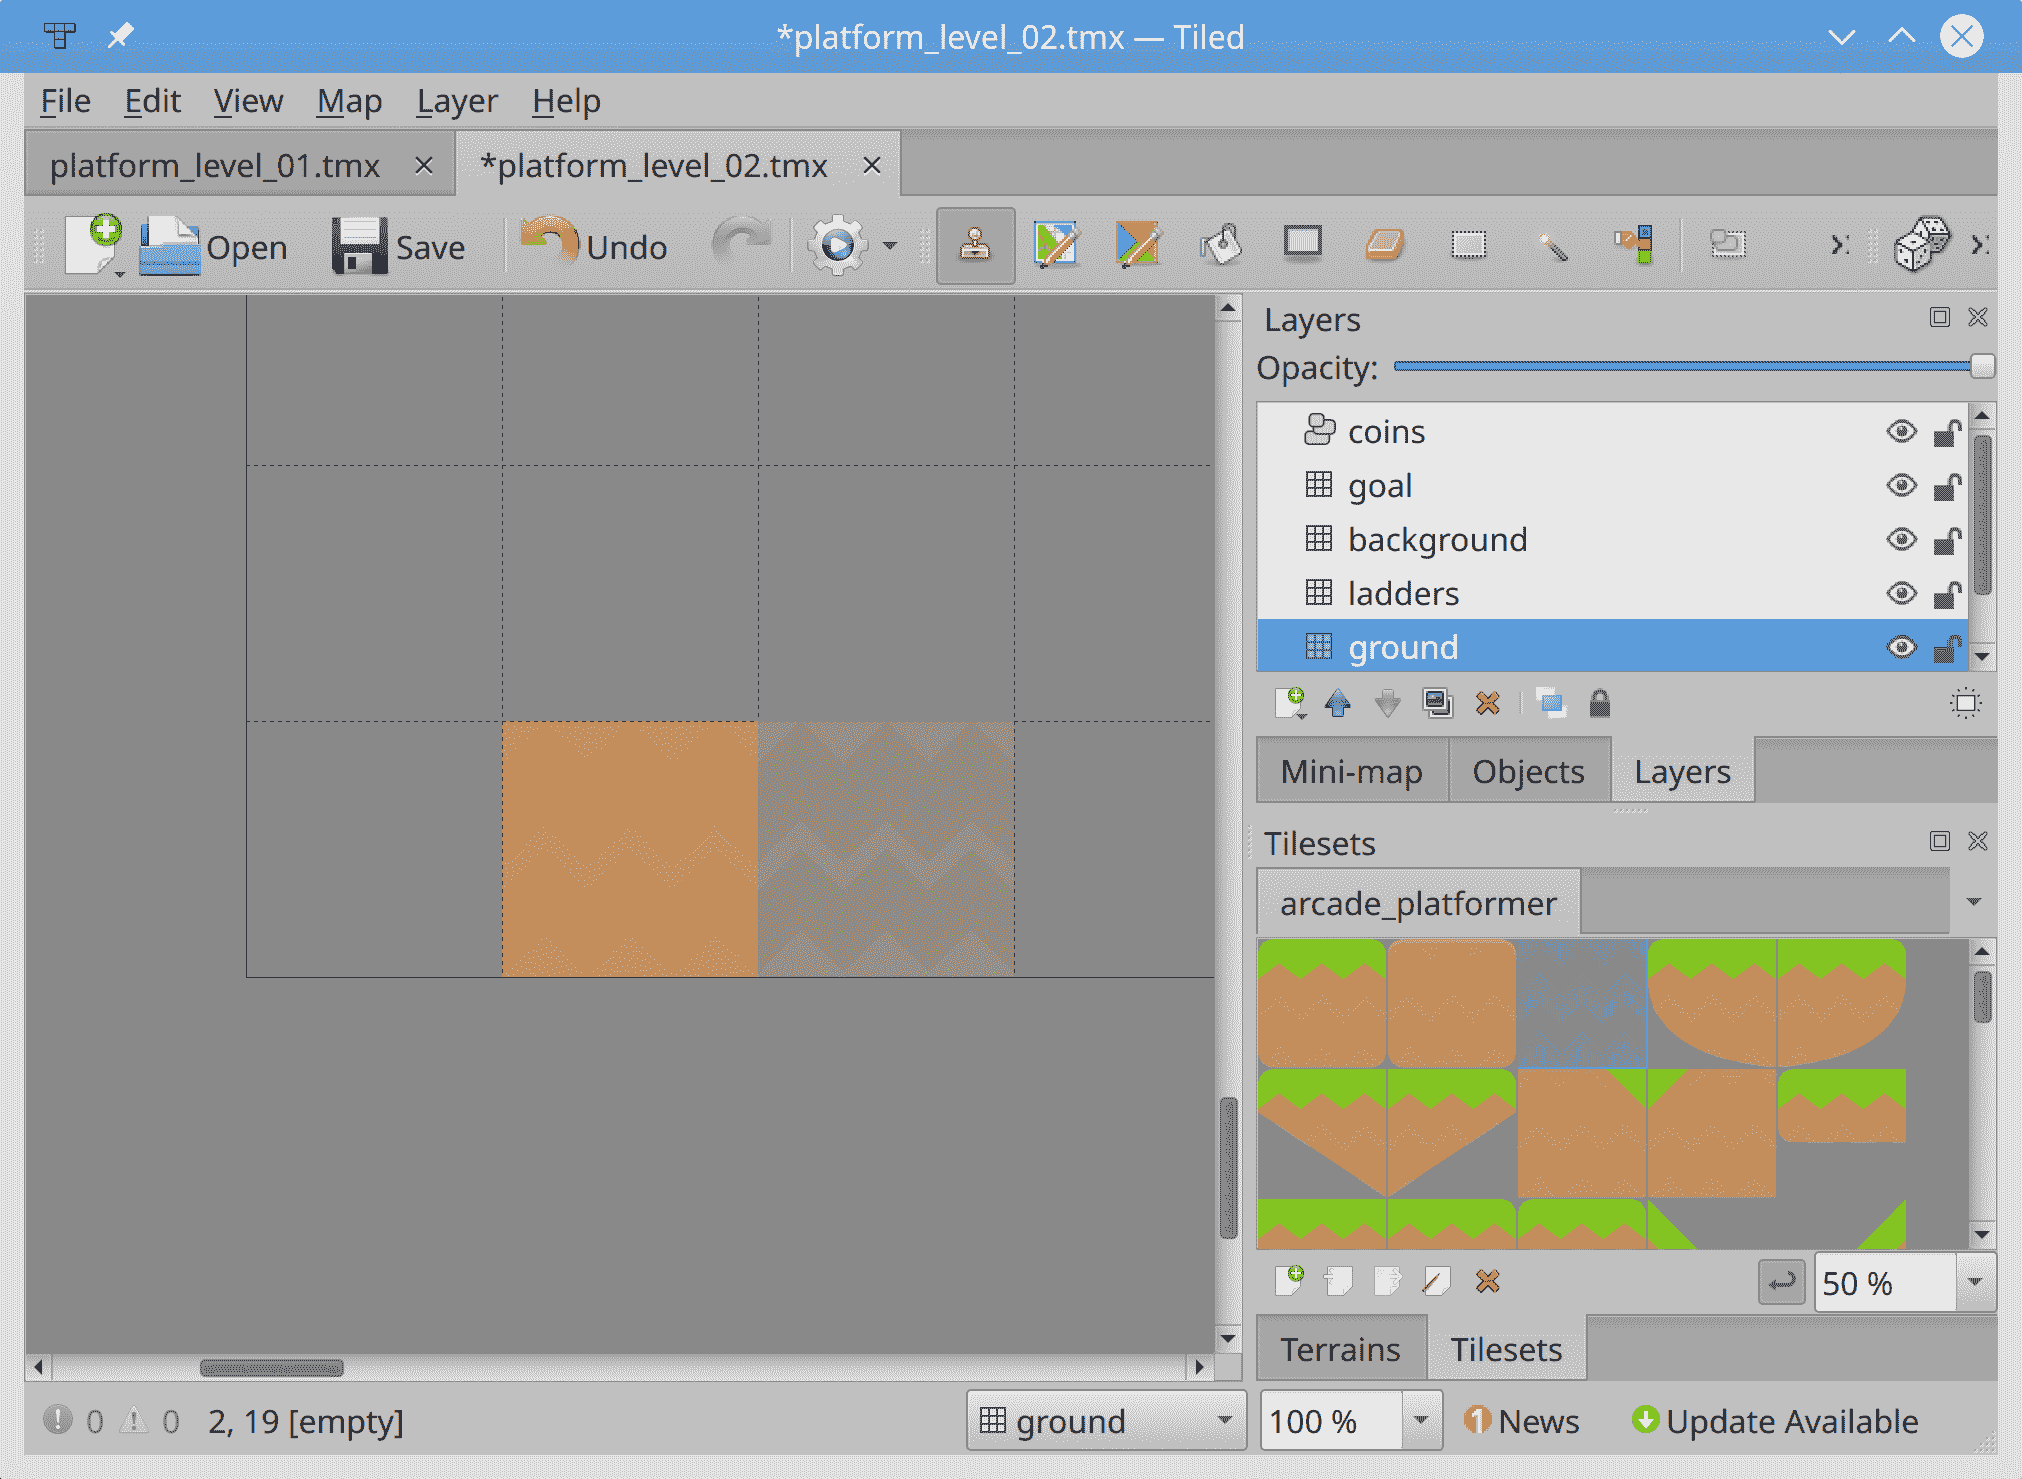 *platform_level_02.tmx — Tiled
File Edit View Map Layer Help
platform_level_01.tmx *platform_level_02.tmx
Open Save Undo
Layers
Opacity:
coins
goal
background
ladders
ground
Mini-map Objects Layers
Tilesets
arcade_platformer
50 %
Terrains Tilesets
0 0 2, 19 [empty] ground 100 % 1 News Update Available